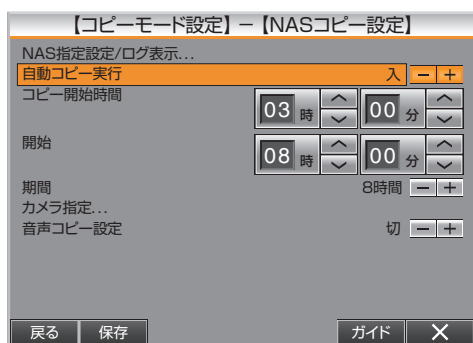 【コピーモード設定】－【NASコピー設定】
NAS指定設定/ログ表示...
自動コピー実行 入 － ＋
コピー開始時間 03 時 00 分
開始 08 時 00 分
期間 8時間 － ＋
カメラ指定...
音声コピー設定 切 － ＋
戻る 保存 ガイド ✕